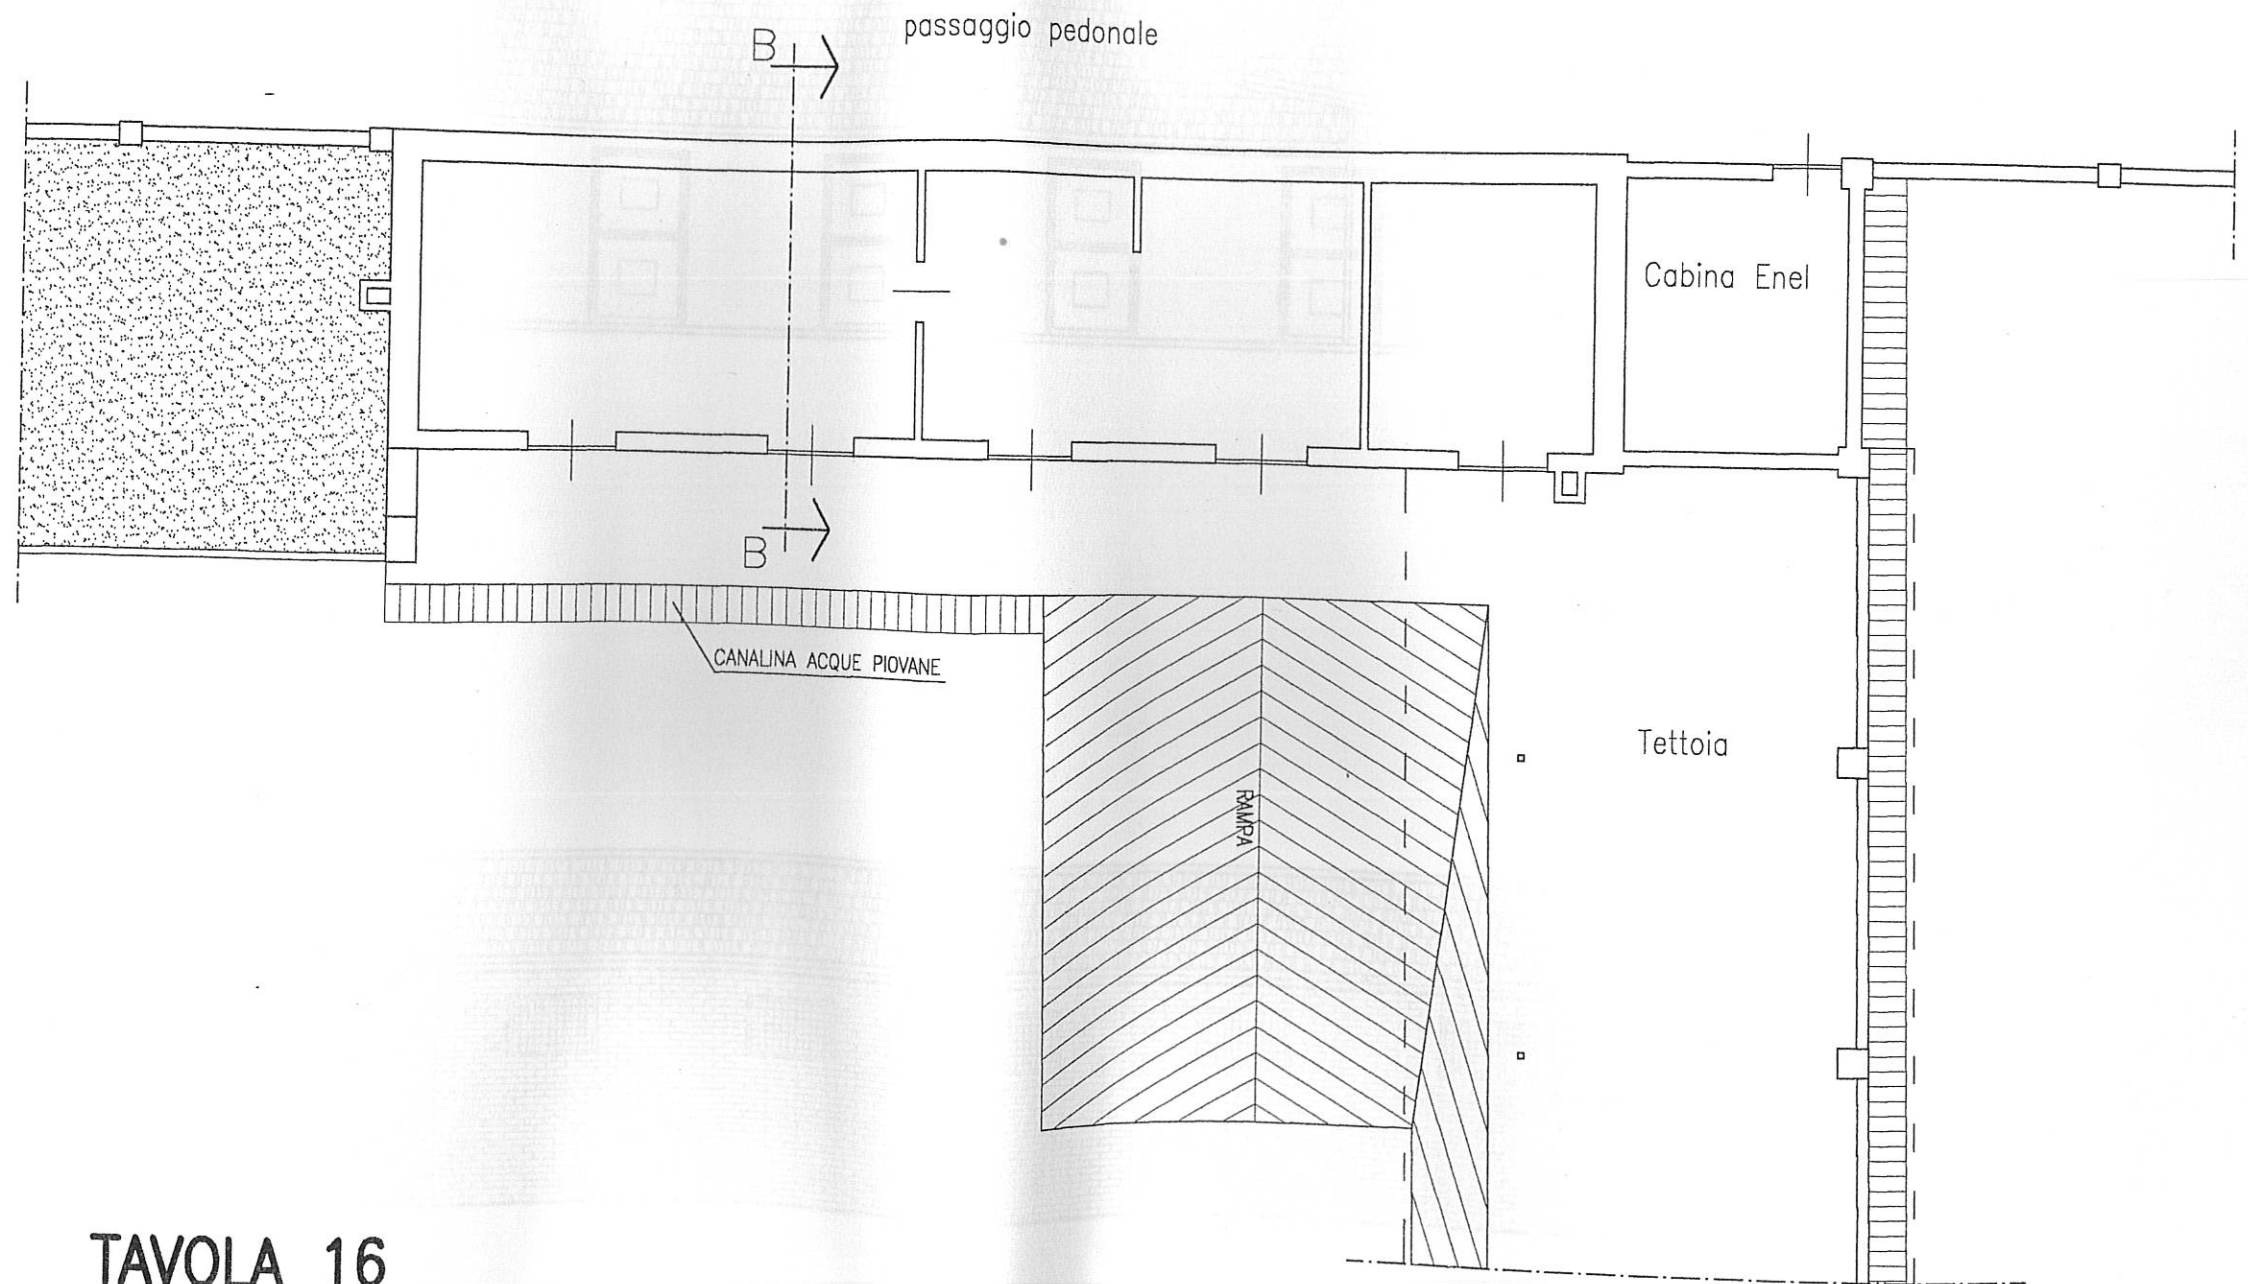 passaggio pedonale
B
Cabina Enel
B
CANALINA ACQUE PIOVANE
Tettoia
RAMPA
TAVOLA 16